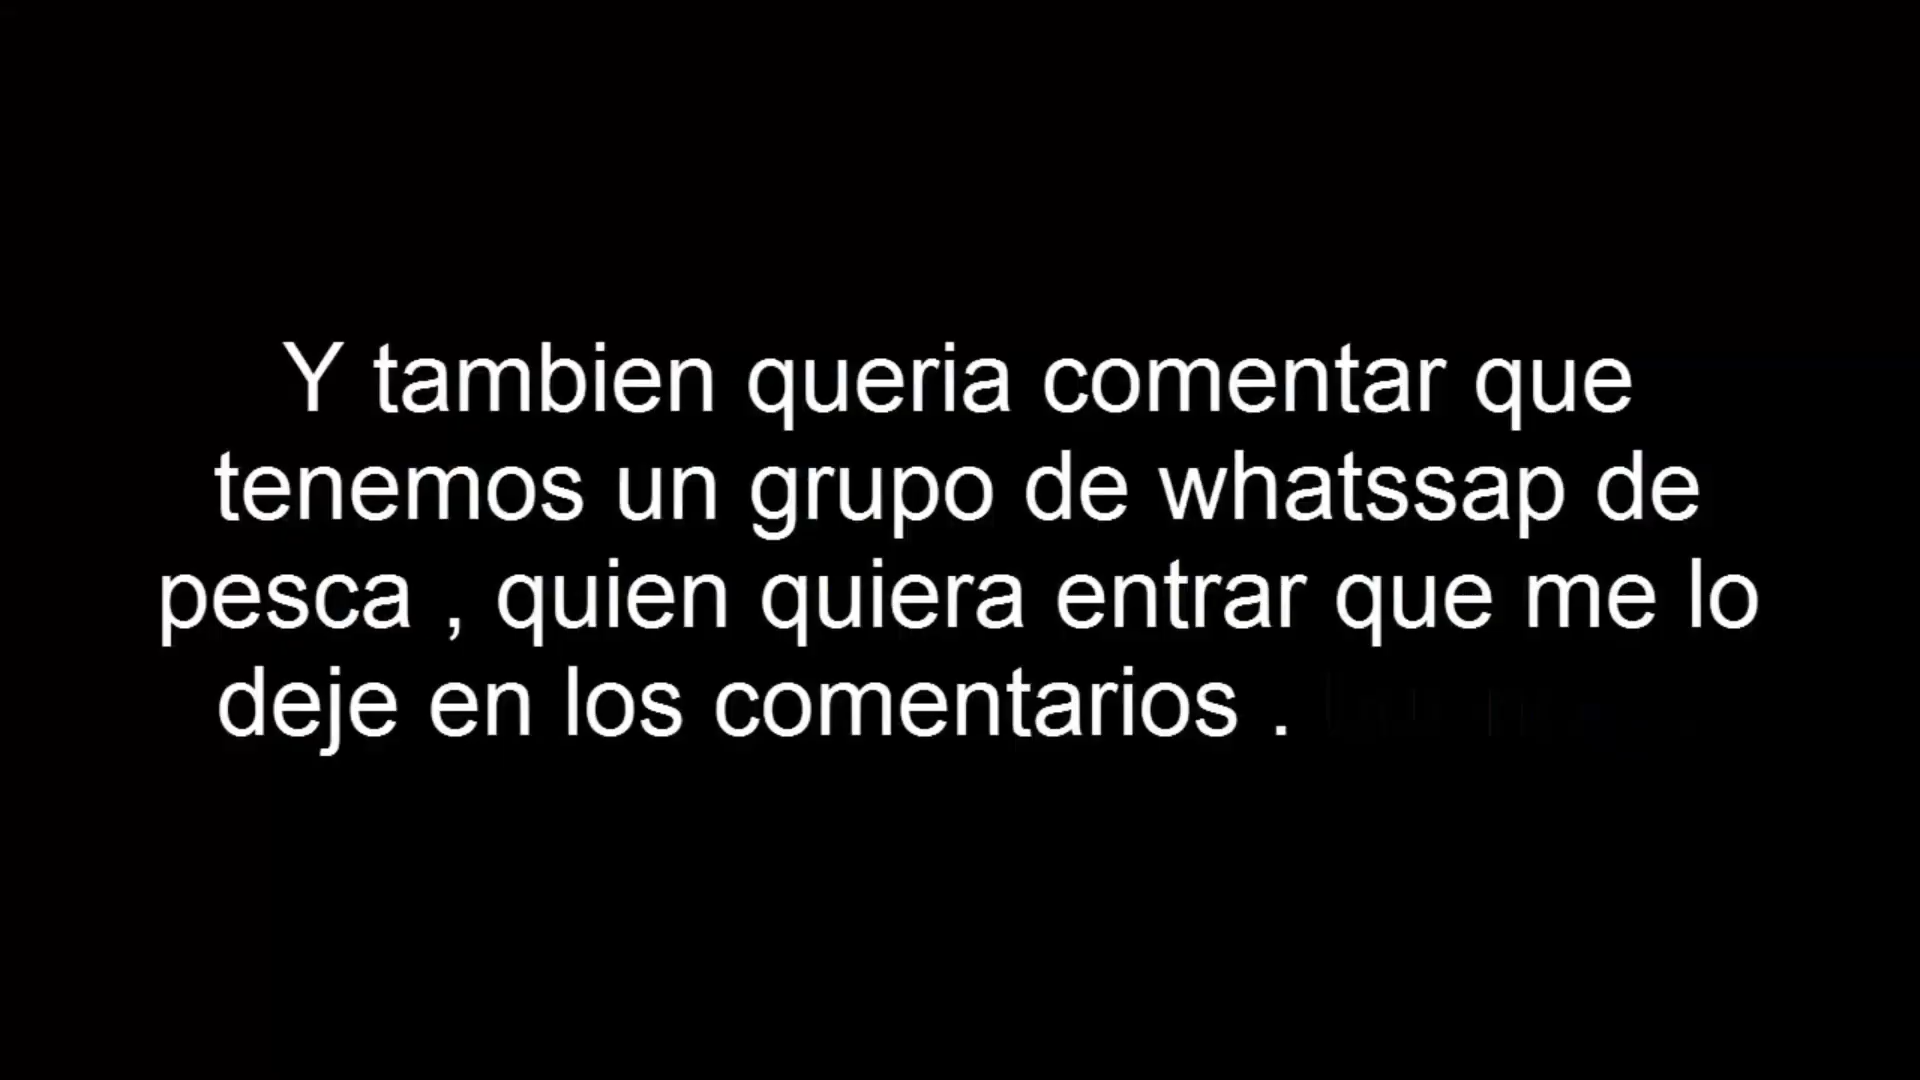 Y tambien queria comentar que
tenemos un grupo de whatssap de
pesca , quien quiera entrar que me lo
deje en los comentarios .